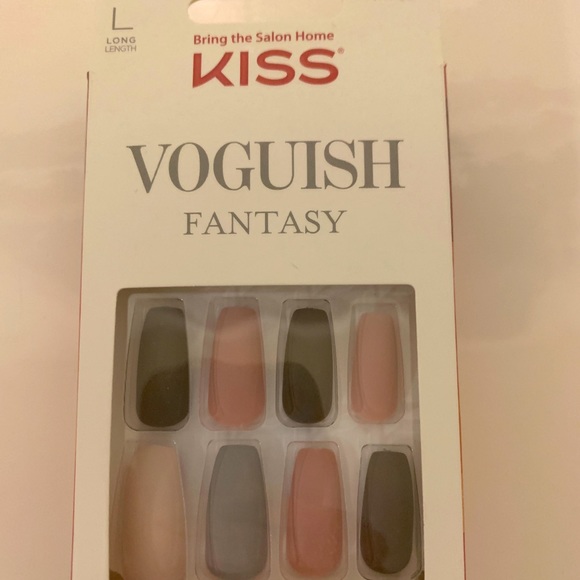 L
LONG
LENGTH
Bring the Salon Home
KISS®
VOGUISH
FANTASY